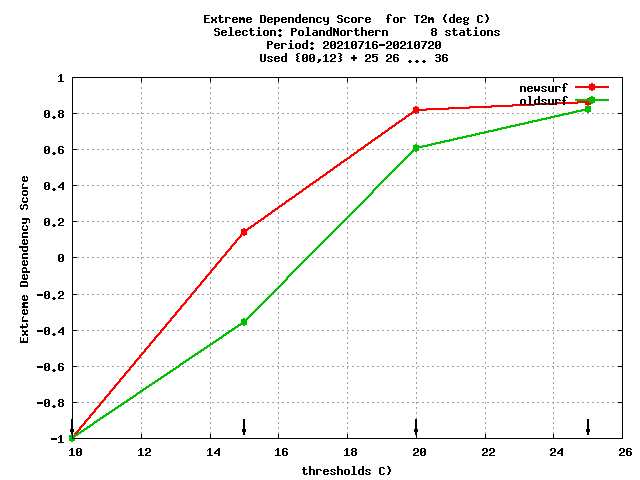 Extreme Dependency Score  for T2m (deg C)
Selection: PolandNorthern      8 stations
Period: 20210716-20210720
Used {00,12} + 25 26 ... 36
newsurf
oldsurf
1
0.8
0.6
0.4
0.2
0
-0.2
-0.4
-0.6
-0.8
-1
Extreme Dependency Score
10 12 14 16 18 20 22 24 26
thresholds C)